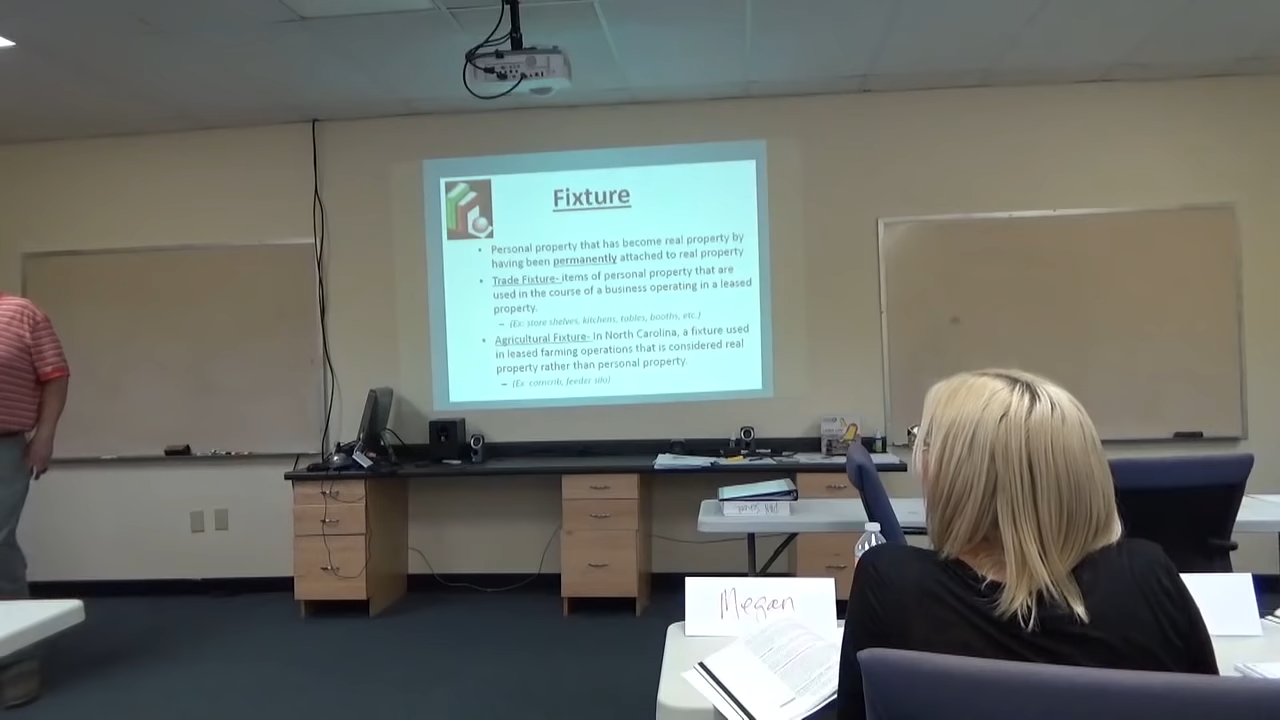 Fixture
• Personal property that has become real property by
having been permanently attached to real property
• Trade Fixture- items of personal property that are
used in the course of a business operating in a leased
property.
– (Ex: store shelves, kitchens, tables, booths, etc.)
• Agricultural Fixture- In North Carolina, a fixture used
in leased farming operations that is considered real
property rather than personal property.
– (Ex: corncrib, feeder silo)
Megan